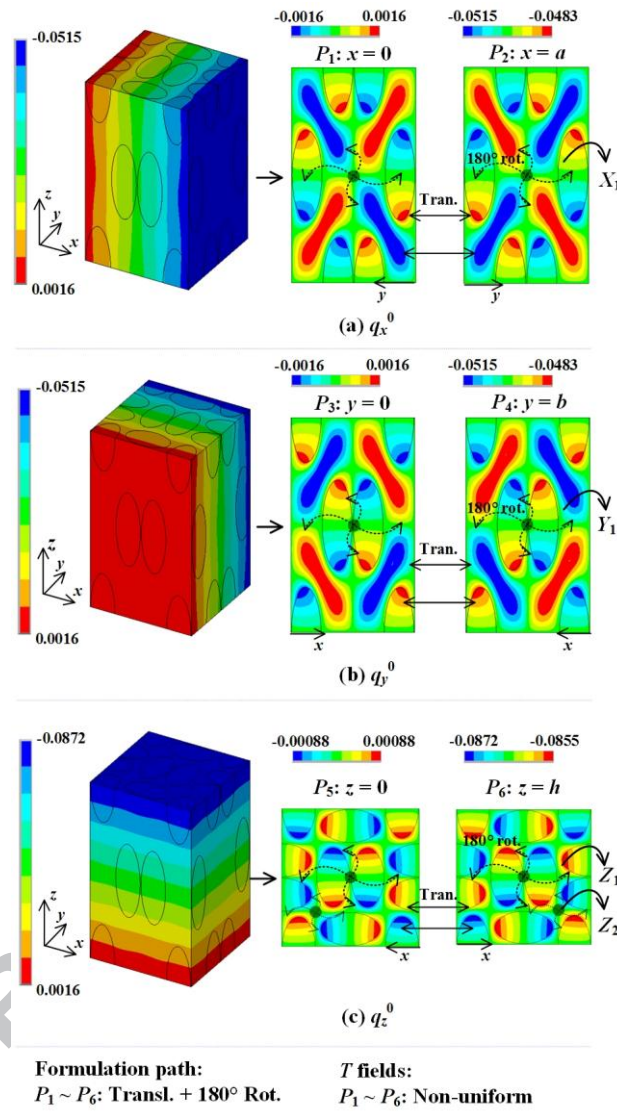 -0.0515
0.0016
z
y
x
-0.0016 0.0016
P₁: x = 0
-0.0515 -0.0483
P₂: x = a
180° rot.
X₁
Tran.
y
y
(a) qₓ⁰
-0.0515
0.0016
z
y
x
-0.0016 0.0016
P₃: y = 0
-0.0515 -0.0483
P₄: y = b
180° rot.
Y₁
Tran.
x
x
(b) q_y⁰
-0.0872
0.0016
z
y
x
-0.00088 0.00088
P₅: z = 0
-0.0872 -0.0855
P₆: z = h
180° rot.
Z₁
Tran.
Z₂
x
x
(c) q_z⁰
Formulation path:
P₁ ~ P₆: Transl. + 180° Rot.
T fields:
P₁ ~ P₆: Non-uniform